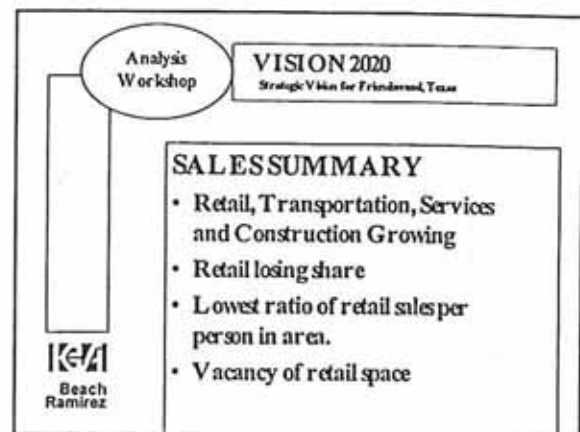 Analysis
Workshop
VISION 2020
Strategic Vision for Friendswood, Texas
SALES SUMMARY
• Retail, Transportation, Services
and Construction Growing
• Retail losing share
• Lowest ratio of retail sales per
person in area.
• Vacancy of retail space
Beach
Ramirez